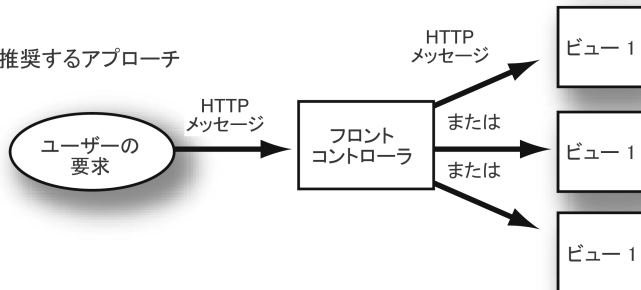 推奨するアプローチ
ユーザーの
要求
HTTP
メッセージ
フロント
コントローラ
HTTP
メッセージ
または
または
ビュー 1
ビュー 1
ビュー 1